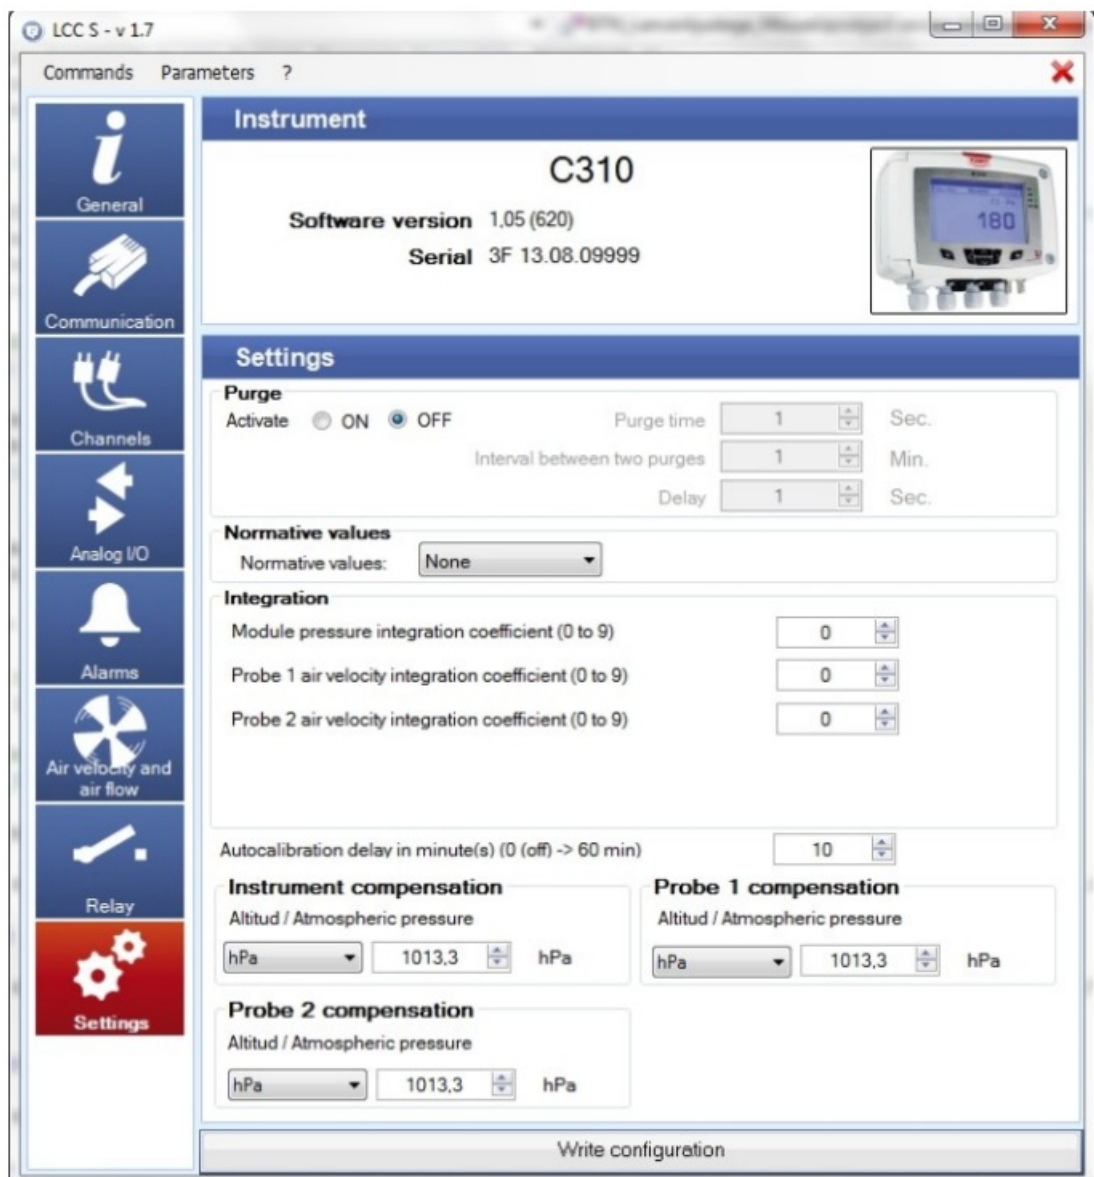 LCC S - v 1.7
Commands Parameters ?
General
Communication
Channels
Analog I/O
Alarms
Air velocity and
air flow
Relay
Settings
Instrument
C310
Software version 1.05 (620)
Serial 3F 13.08.09999
180
Settings
Purge
Activate ON OFF Purge time 1 Sec.
Interval between two purges 1 Min.
Delay 1 Sec.
Normative values
Normative values: None
Integration
Module pressure integration coefficient (0 to 9) 0
Probe 1 air velocity integration coefficient (0 to 9) 0
Probe 2 air velocity integration coefficient (0 to 9) 0
Autocalibration delay in minute(s) (0 (off) -> 60 min) 10
Instrument compensation
Altitud / Atmospheric pressure
hPa 1013,3 hPa
Probe 1 compensation
Altitud / Atmospheric pressure
hPa 1013,3 hPa
Probe 2 compensation
Altitud / Atmospheric pressure
hPa 1013,3 hPa
Write configuration